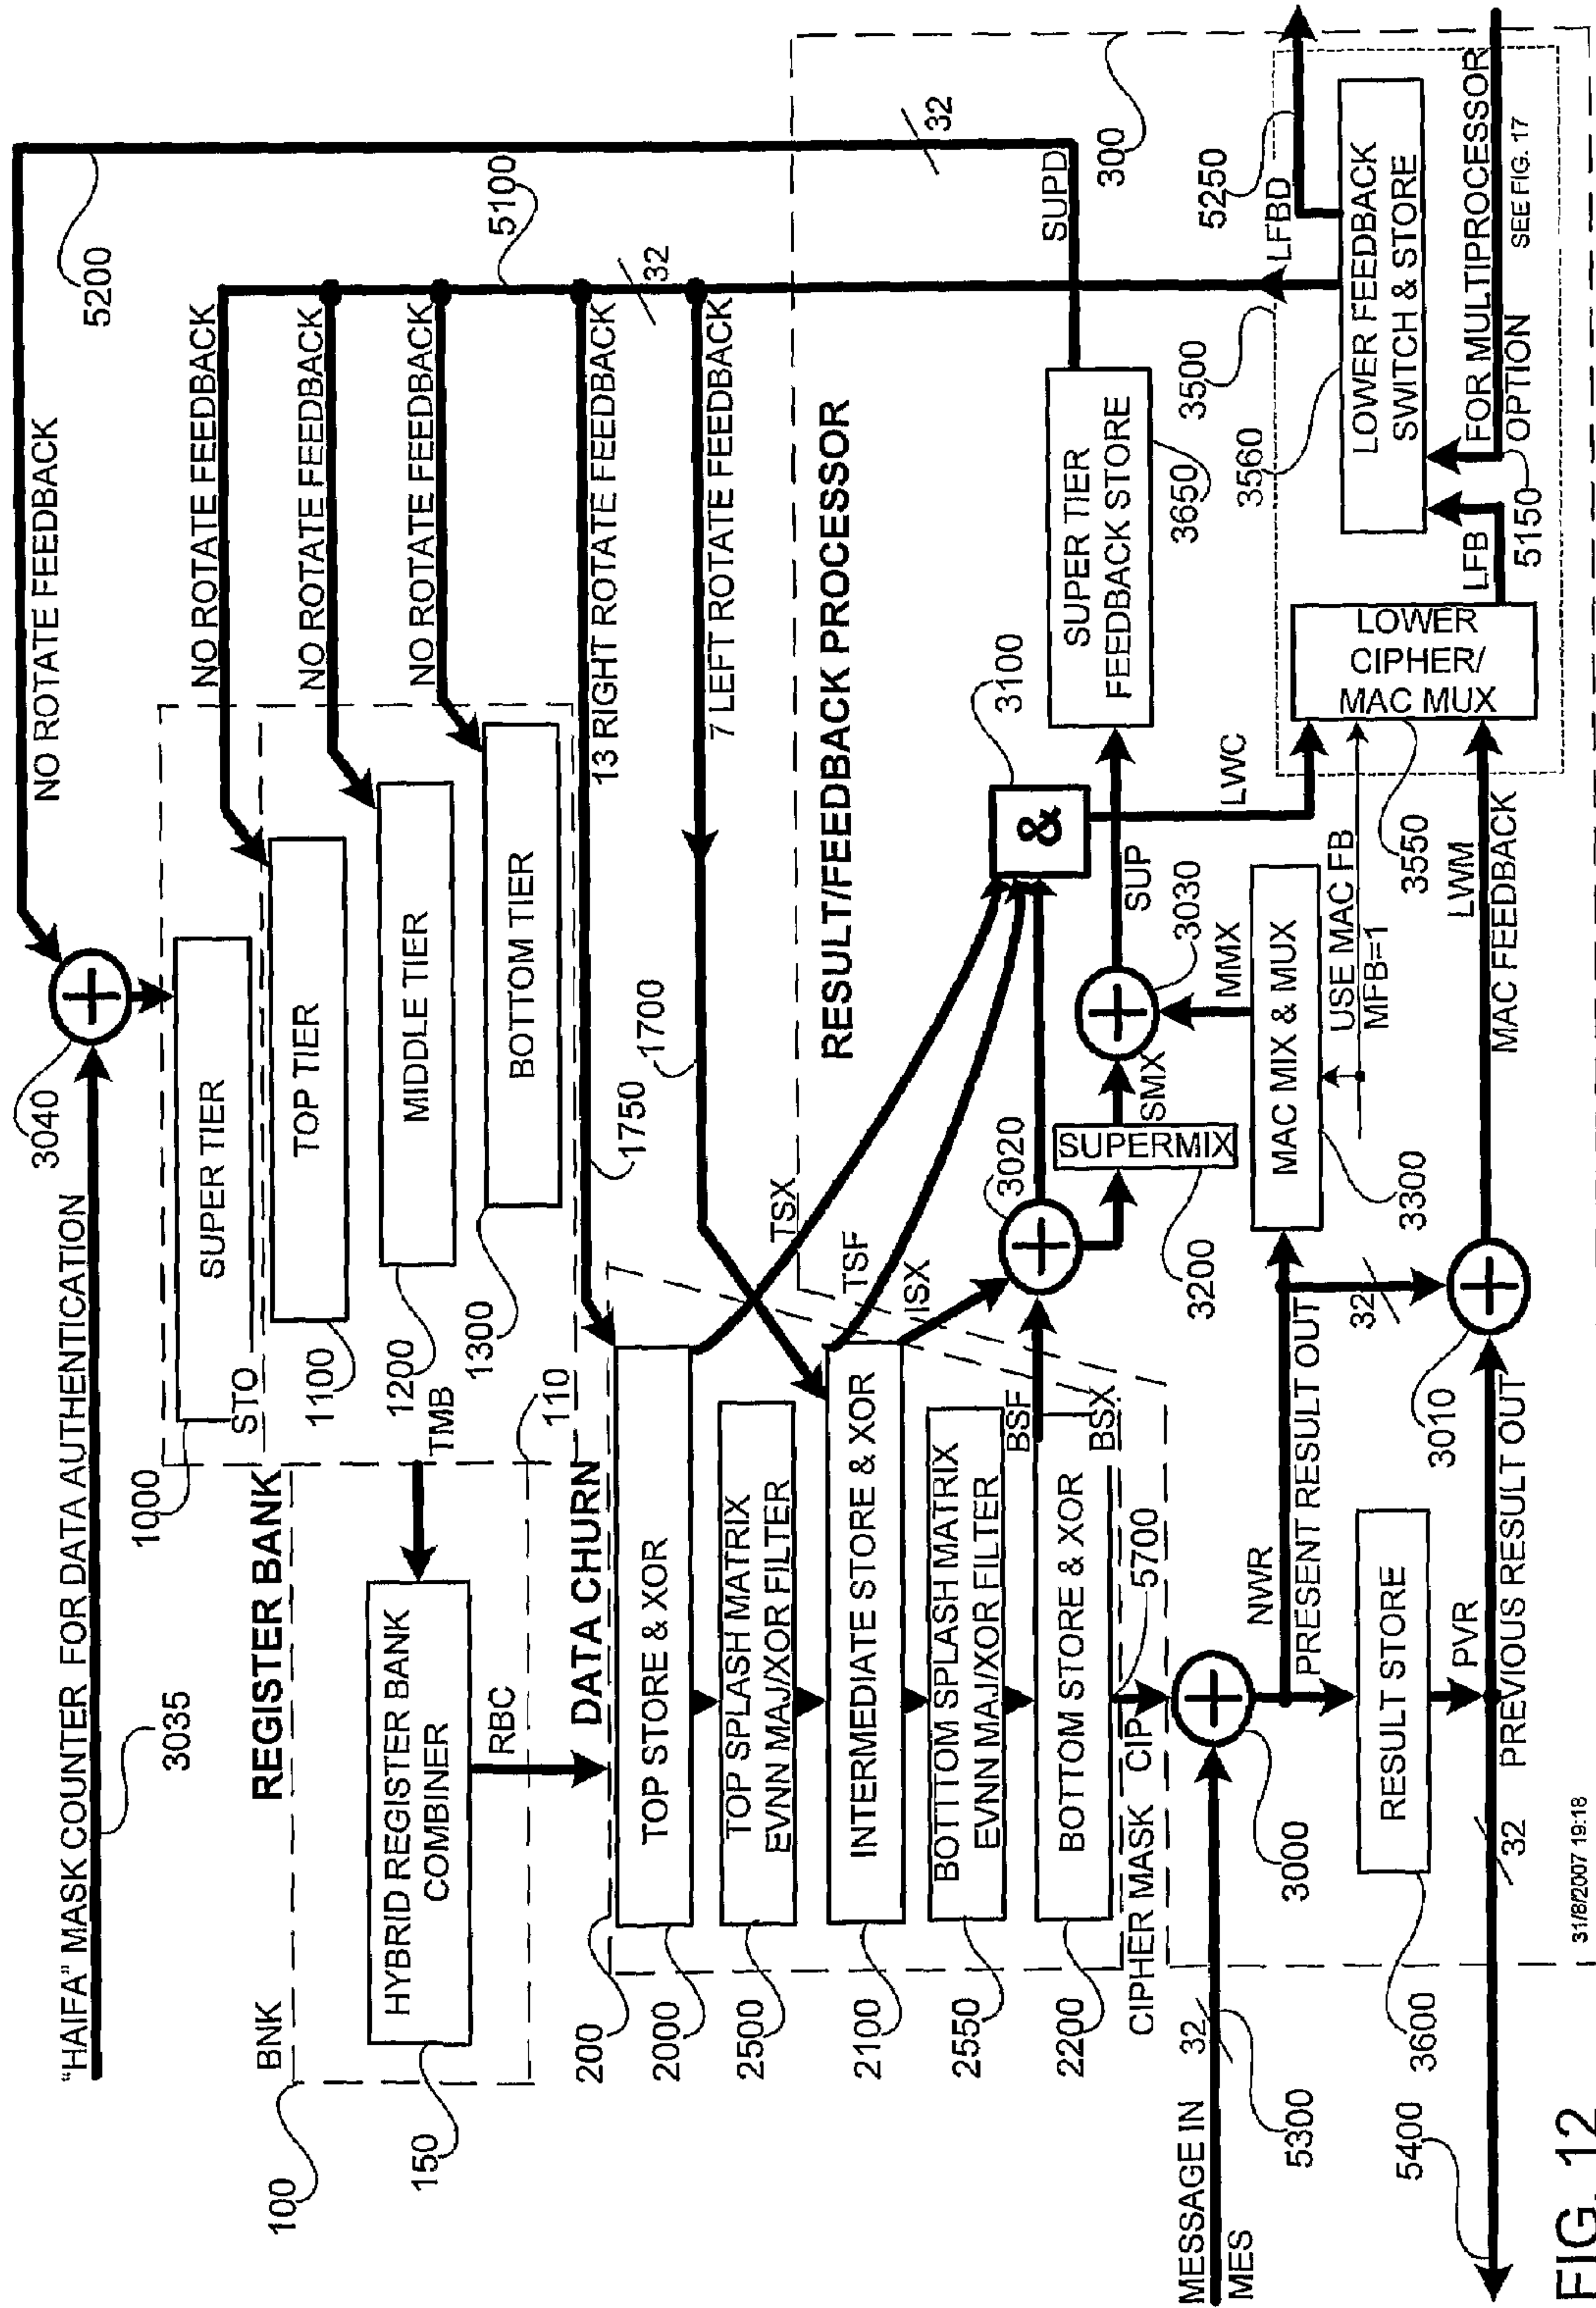 "HAIFA" MASK COUNTER FOR DATA AUTHENTICATION
3035
3040
NO ROTATE FEEDBACK
5200
1000
SUPER TIER
STO
NO ROTATE FEEDBACK
TOP TIER
1100
NO ROTATE FEEDBACK
MIDDLE TIER
1200
NO ROTATE FEEDBACK
BOTTOM TIER
1300
5100
32
32
BNK
REGISTER BANK
100
150
HYBRID REGISTER BANK
COMBINER
TMB
110
RBC
13 RIGHT ROTATE FEEDBACK
1750
7 LEFT ROTATE FEEDBACK
1700
DATA CHURN
200
2000
TOP STORE & XOR
TSX
2500
TOP SPLASH MATRIX
EVNN MAJ/XOR FILTER
2100
INTERMEDIATE STORE & XOR
TSF
ISX
2550
BOTTTOM SPLASH MATRIX
EVNN MAJ/XOR FILTER
BSF
BSX
2200
BOTTOM STORE & XOR
5700
CIPHER MASK CIP
RESULT/FEEDBACK PROCESSOR
300
3100
&
3020
SUPERMIX
3200
SMX
3030
SUP
SUPER TIER
FEEDBACK STORE
3650
SUPD
LWC
MMX
MAC MIX & MUX
3300
USE MAC FB
MFB=1
MESSAGE IN
MES
32
5300
3000
NWR
PRESENT RESULT OUT
32
RESULT STORE
3600
PVR
PREVIOUS RESULT OUT
32
5400
3010
LWM
MAC FEEDBACK
3550
LOWER
CIPHER/
MAC MUX
LFB
5150
3500
3560
LOWER FEEDBACK
SWITCH & STORE
LFBD
5250
FOR MULTIPROCESSOR
OPTION
SEE FIG. 17
31/8/2007 19:18
FIG. 12